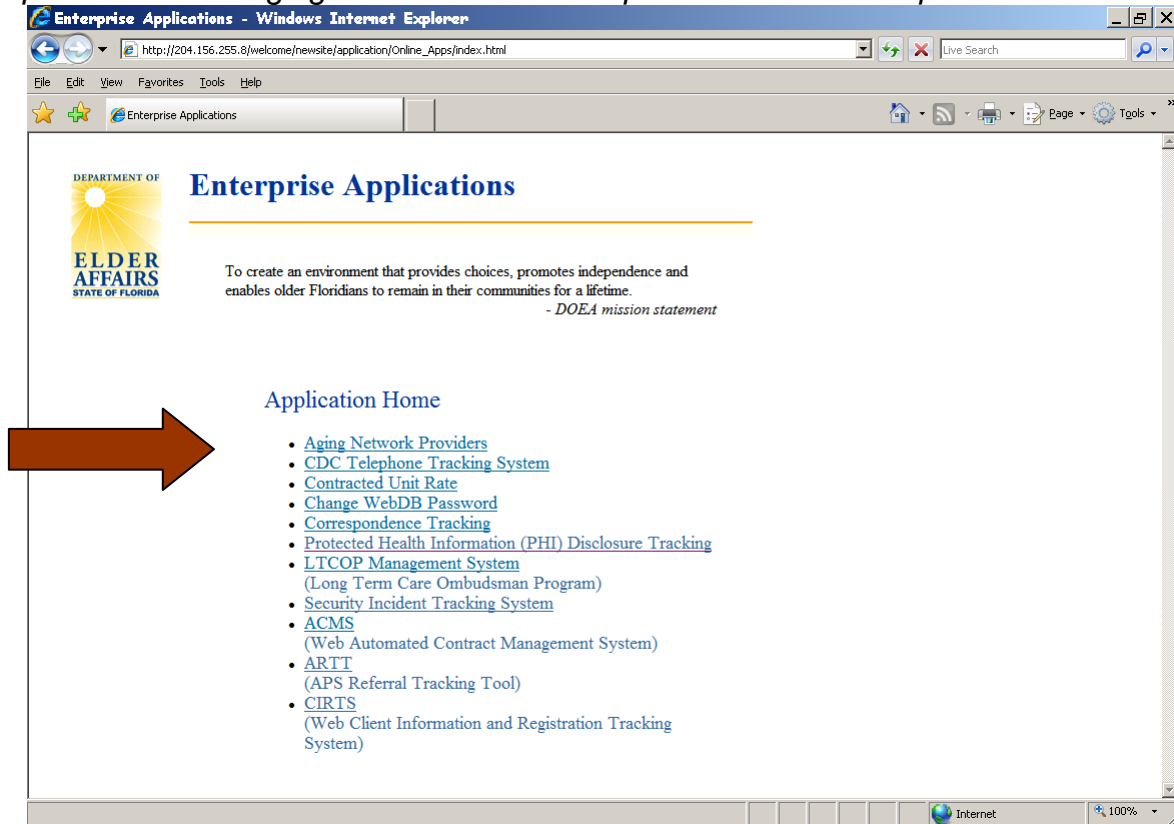 Enterprise Applications - Windows Internet Explorer
http://204.156.255.8/welcome/newsite/application/Online_Apps/index.html
Live Search
File Edit View Favorites Tools Help
Enterprise Applications
Page Tools
DEPARTMENT OF
ELDER
AFFAIRS
STATE OF FLORIDA
Enterprise Applications
To create an environment that provides choices, promotes independence and
enables older Floridians to remain in their communities for a lifetime.
- DOEA mission statement
Application Home
• Aging Network Providers
• CDC Telephone Tracking System
• Contracted Unit Rate
• Change WebDB Password
• Correspondence Tracking
• Protected Health Information (PHI) Disclosure Tracking
• LTCOP Management System
(Long Term Care Ombudsman Program)
• Security Incident Tracking System
• ACMS
(Web Automated Contract Management System)
• ARTT
(APS Referral Tracking Tool)
• CIRTS
(Web Client Information and Registration Tracking
System)
Internet
100%